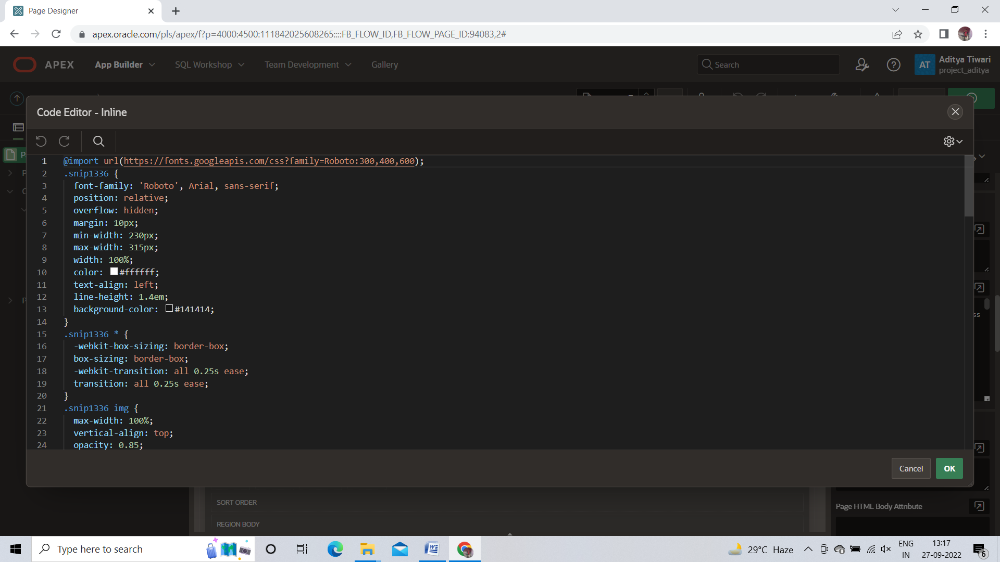 Page Designer
apex.oracle.com/pls/apex/f?p=4000:4500:111842025608265::::FB_FLOW_ID,FB_FLOW_PAGE_ID:94083,2#
APEX App Builder SQL Workshop Team Development Gallery Search AT Aditya Tiwari
project_aditya
Code Editor - Inline
1 @import url(https://fonts.googleapis.com/css?family=Roboto:300,400,600);
2 .snip1336 {
3 font-family: 'Roboto', Arial, sans-serif;
4 position: relative;
5 overflow: hidden;
6 margin: 10px;
7 min-width: 230px;
8 max-width: 315px;
9 width: 100%;
10 color: #ffffff;
11 text-align: left;
12 line-height: 1.4em;
13 background-color: #141414;
14 }
15 .snip1336 * {
16 -webkit-box-sizing: border-box;
17 box-sizing: border-box;
18 -webkit-transition: all 0.25s ease;
19 transition: all 0.25s ease;
20 }
21 .snip1336 img {
22 max-width: 100%;
23 vertical-align: top;
24 opacity: 0.85;
Cancel OK
SORT ORDER
Page HTML Body Attribute
REGION BODY
Type here to search
29°C Haze
ENG
IN
13:17
27-09-2022
6